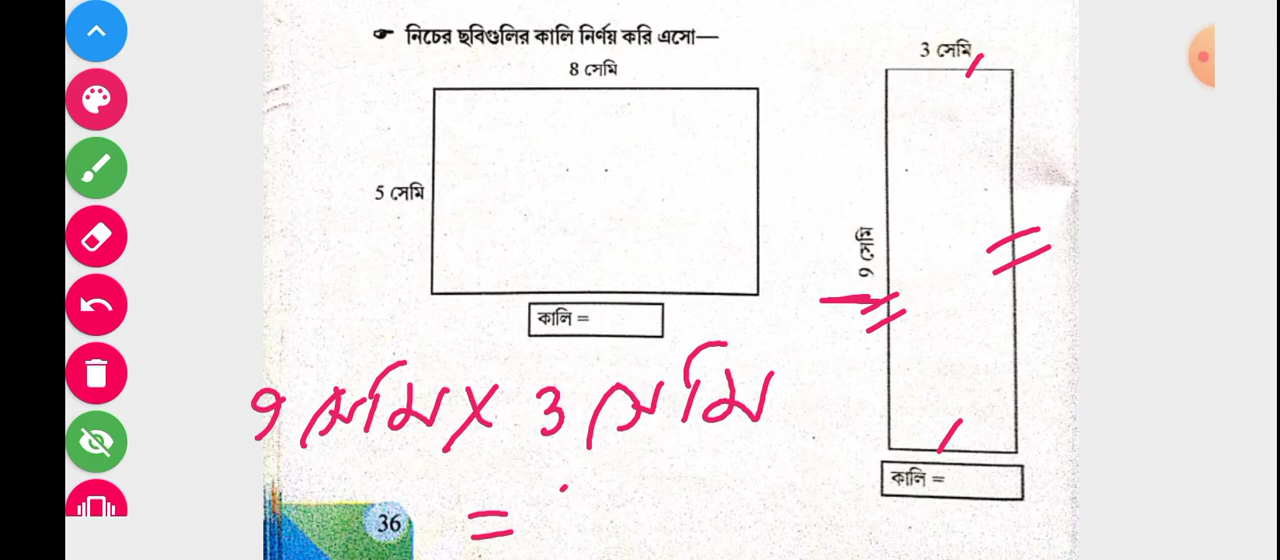 ☞ নিচের ছবিগুলির কালি নির্ণয় করি এসো—
8 সেমি
5 সেমি
কালি =
3 সেমি
9 সেমি
কালি =
9 সেমি × 3 সেমি
=
36